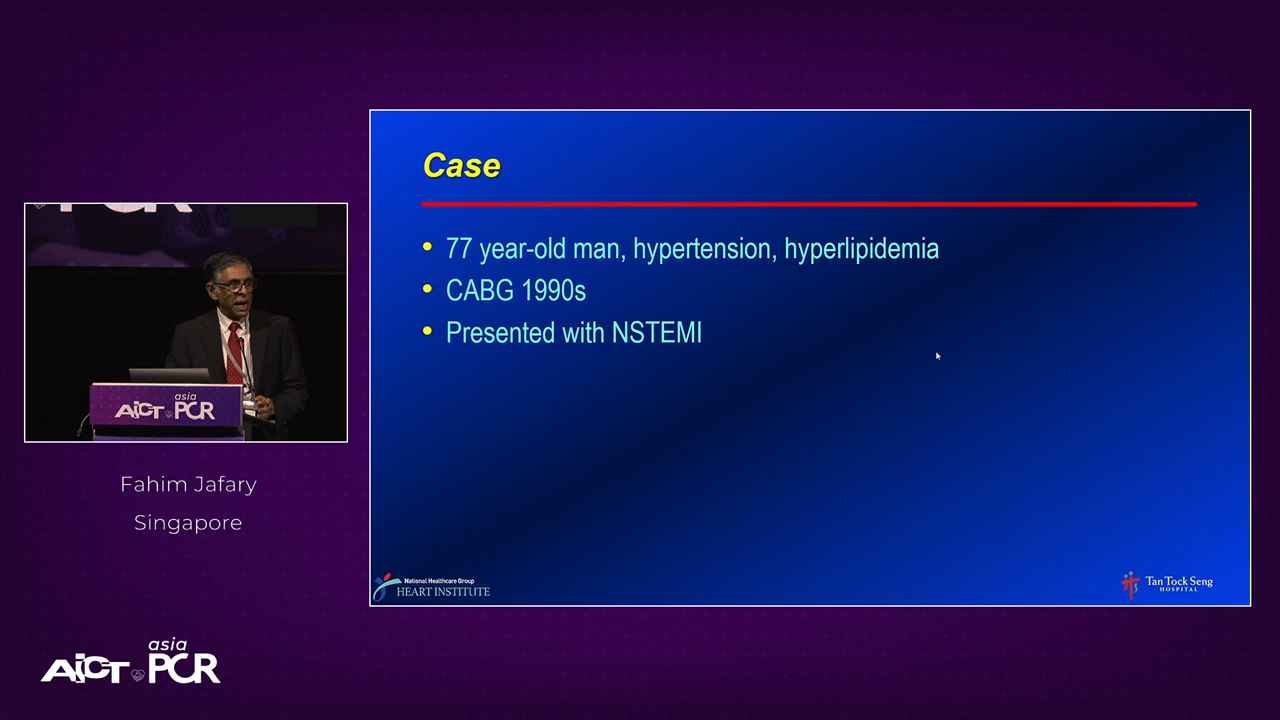 PCR
asia
AICT PCR
Fahim Jafary
Singapore
Case
• 77 year-old man, hypertension, hyperlipidemia
• CABG 1990s
• Presented with NSTEMI
National Healthcare Group
HEART INSTITUTE
Tan Tock Seng
HOSPITAL
asia
AICT PCR